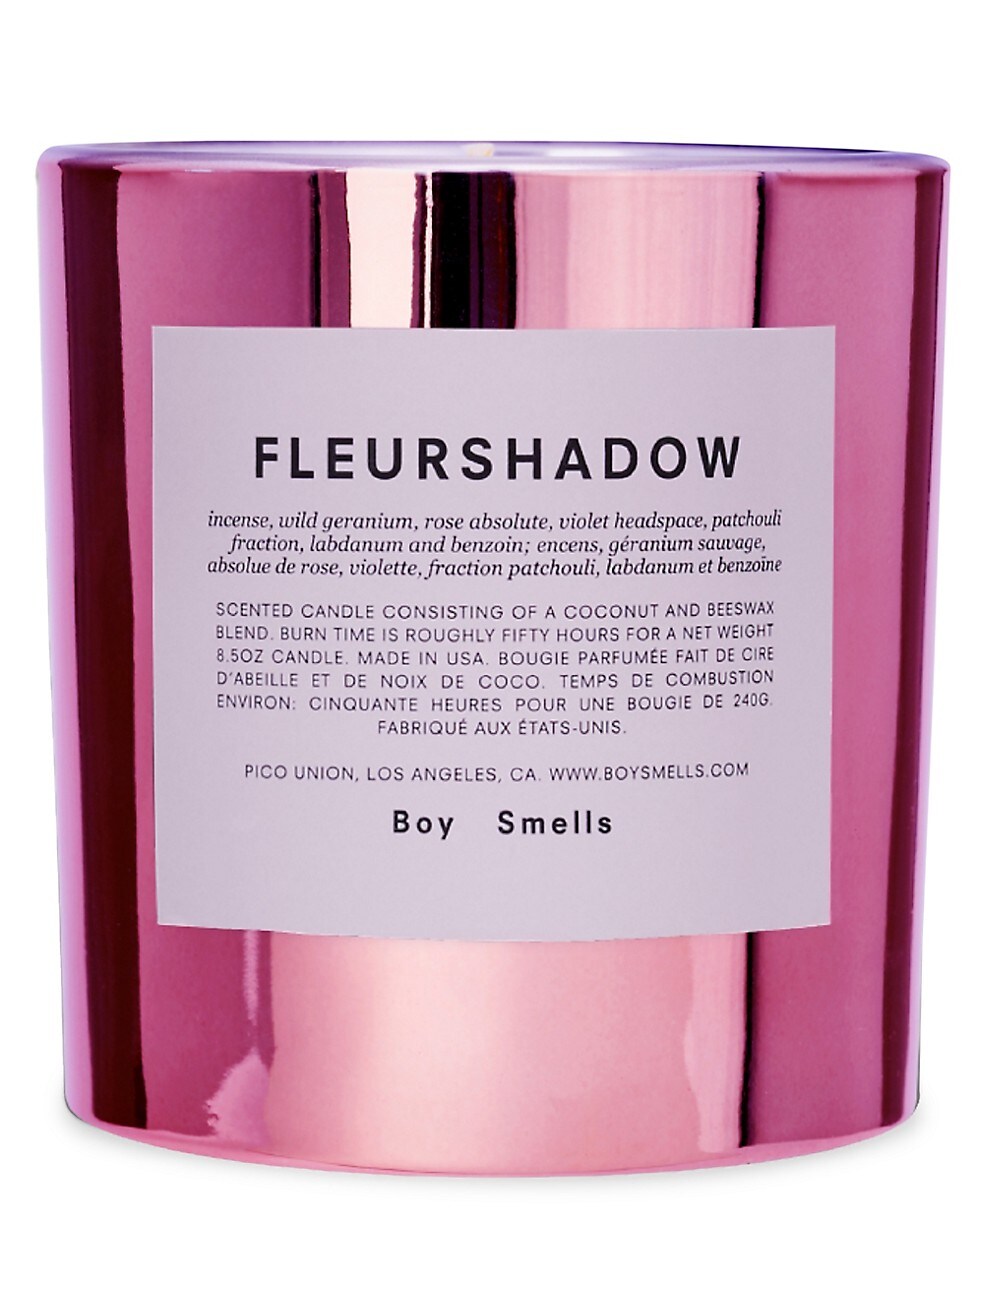 FLEURSHADOW
incense, wild geranium, rose absolute, violet headspace, patchouli
fraction, labdanum and benzoin; encens, géranium sauvage,
absolue de rose, violette, fraction patchouli, labdanum et benzoïne
SCENTED CANDLE CONSISTING OF A COCONUT AND BEESWAX
BLEND. BURN TIME IS ROUGHLY FIFTY HOURS FOR A NET WEIGHT
8.5OZ CANDLE. MADE IN USA. BOUGIE PARFUMÉE FAIT DE CIRE
D'ABEILLE ET DE NOIX DE COCO. TEMPS DE COMBUSTION
ENVIRON: CINQUANTE HEURES POUR UNE BOUGIE DE 240G.
FABRIQUÉ AUX ÉTATS-UNIS.
PICO UNION, LOS ANGELES, CA. WWW.BOYSMELLS.COM
Boy Smells